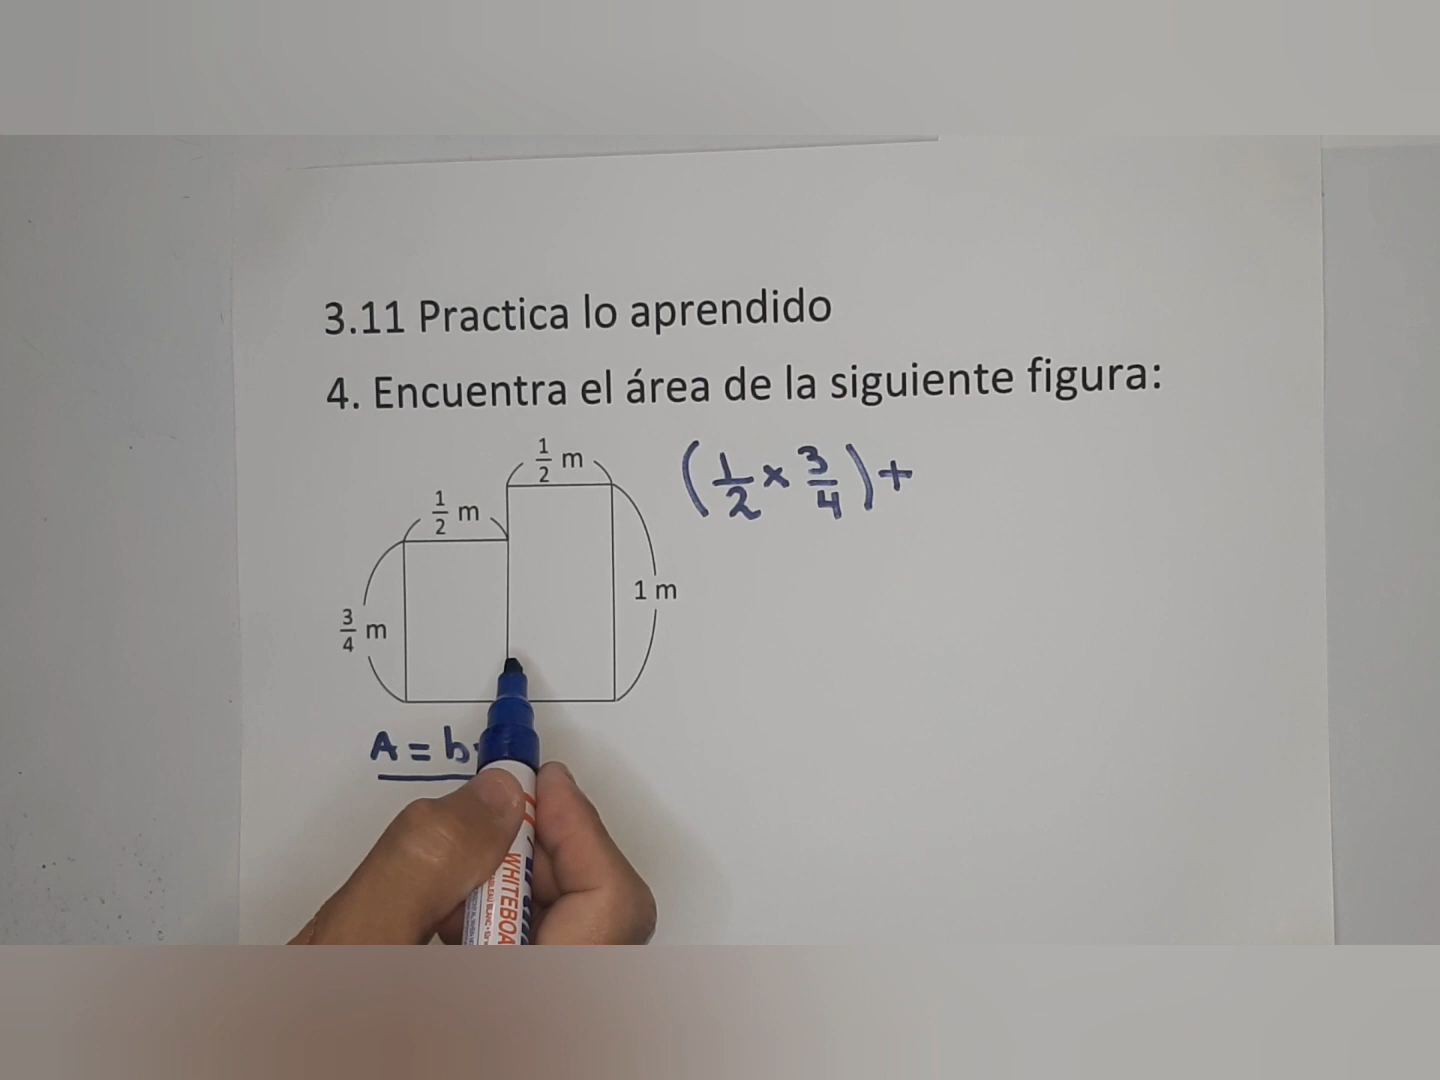 3.11 Practica lo aprendido
4. Encuentra el área de la siguiente figura:
1/2 m
(1/2 × 3/4) +
1/2 m
1 m
3/4 m
A = b
WHITEBOA